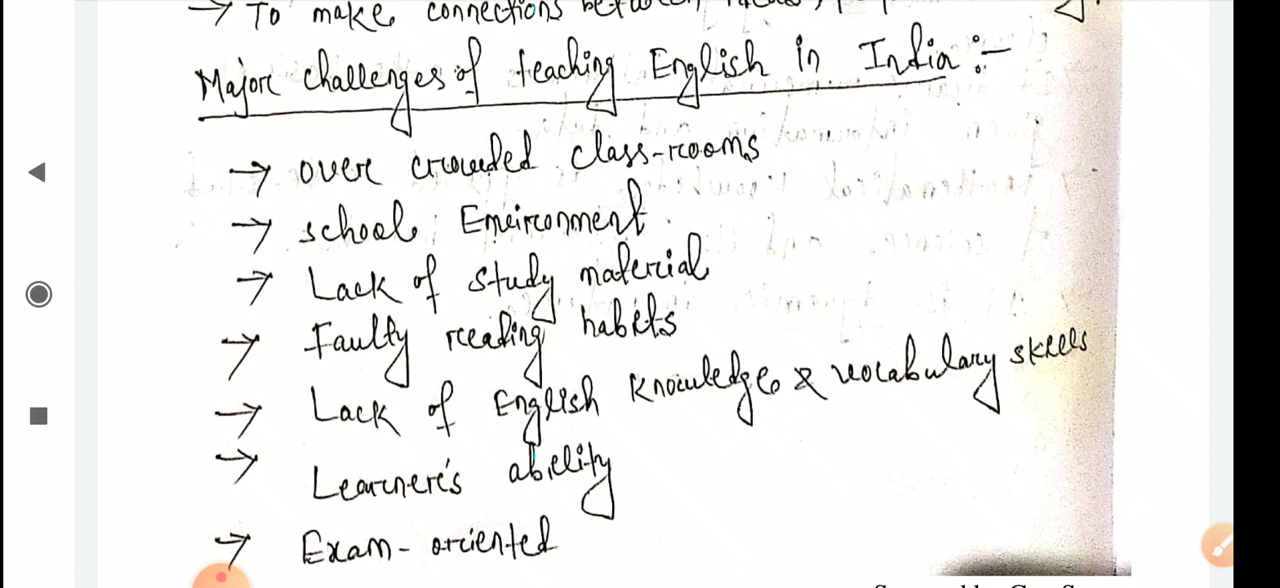 → To make connections between
Major challenges of teaching English in India :-
→ over crowded class-rooms
→ school Environment
→ Lack of study material
→ Faulty reading habits
→ Lack of English knowledge & vocabulary skills
→ Learner's ability
→ Exam-oriented